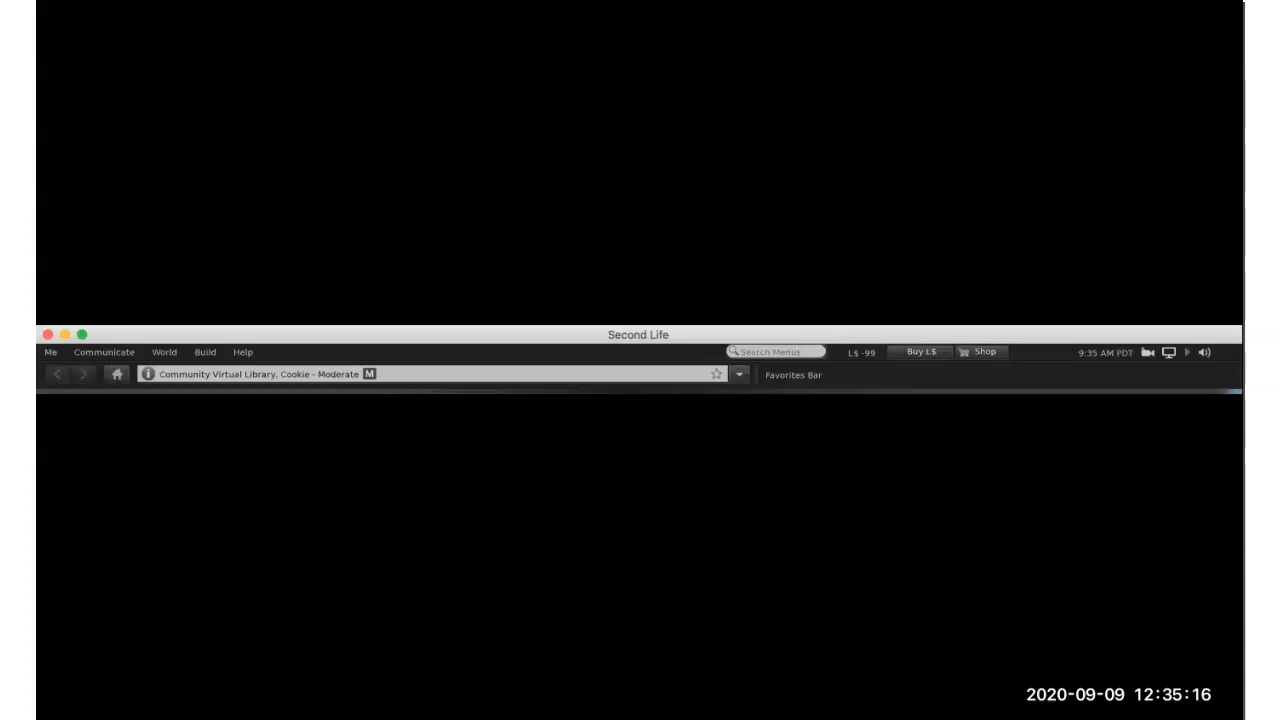 Second Life
Me Communicate World Build Help Search Menus L$ -99 Buy L$ Shop 9:35 AM PDT
Community Virtual Library, Cookie - Moderate M Favorites Bar
2020-09-09 12:35:16